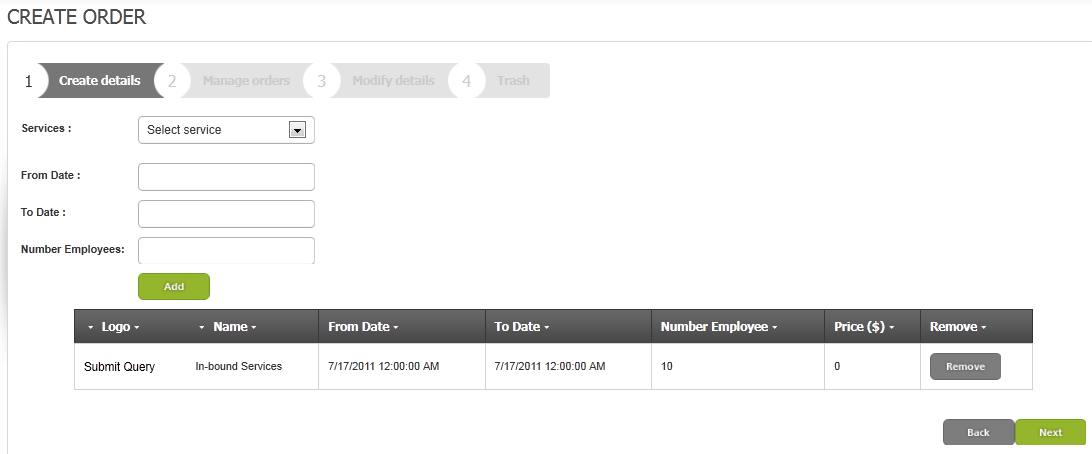 CREATE ORDER
1 Create details 2 Manage orders 3 Modify details 4 Trash
Services : Select service
From Date :
To Date :
Number Employees:
Add
Logo Name From Date To Date Number Employee Price ($) Remove
Submit Query In-bound Services 7/17/2011 12:00:00 AM 7/17/2011 12:00:00 AM 10 0 Remove
Back Next